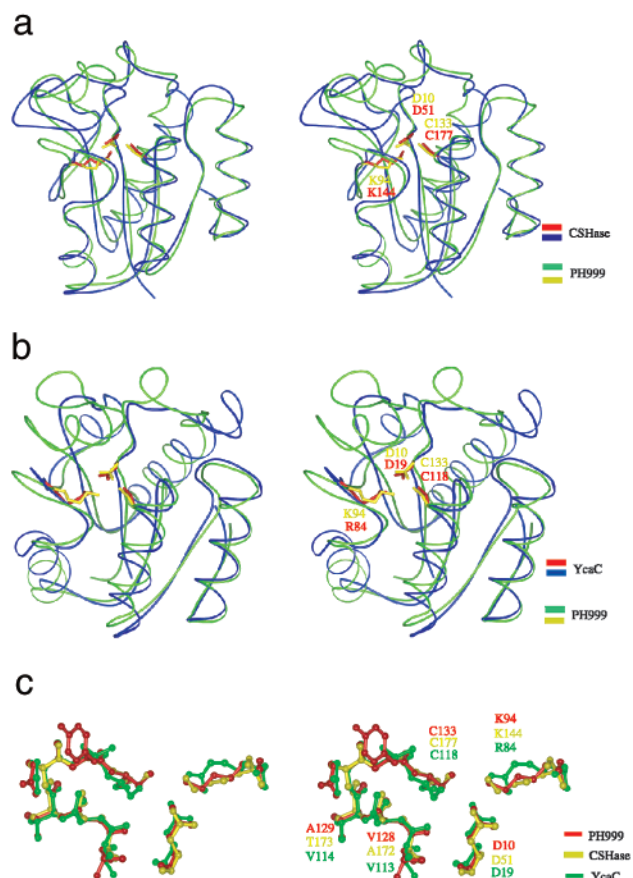 a
D10
D51
C133
C177
K94
K144
CSHase
PH999
b
D10
D19
C133
C118
K94
R84
YcaC
PH999
c
C133
C177
C118
K94
K144
R84
A129
T173
V114
V128
A172
V113
D10
D51
D19
PH999
CSHase
YcaC